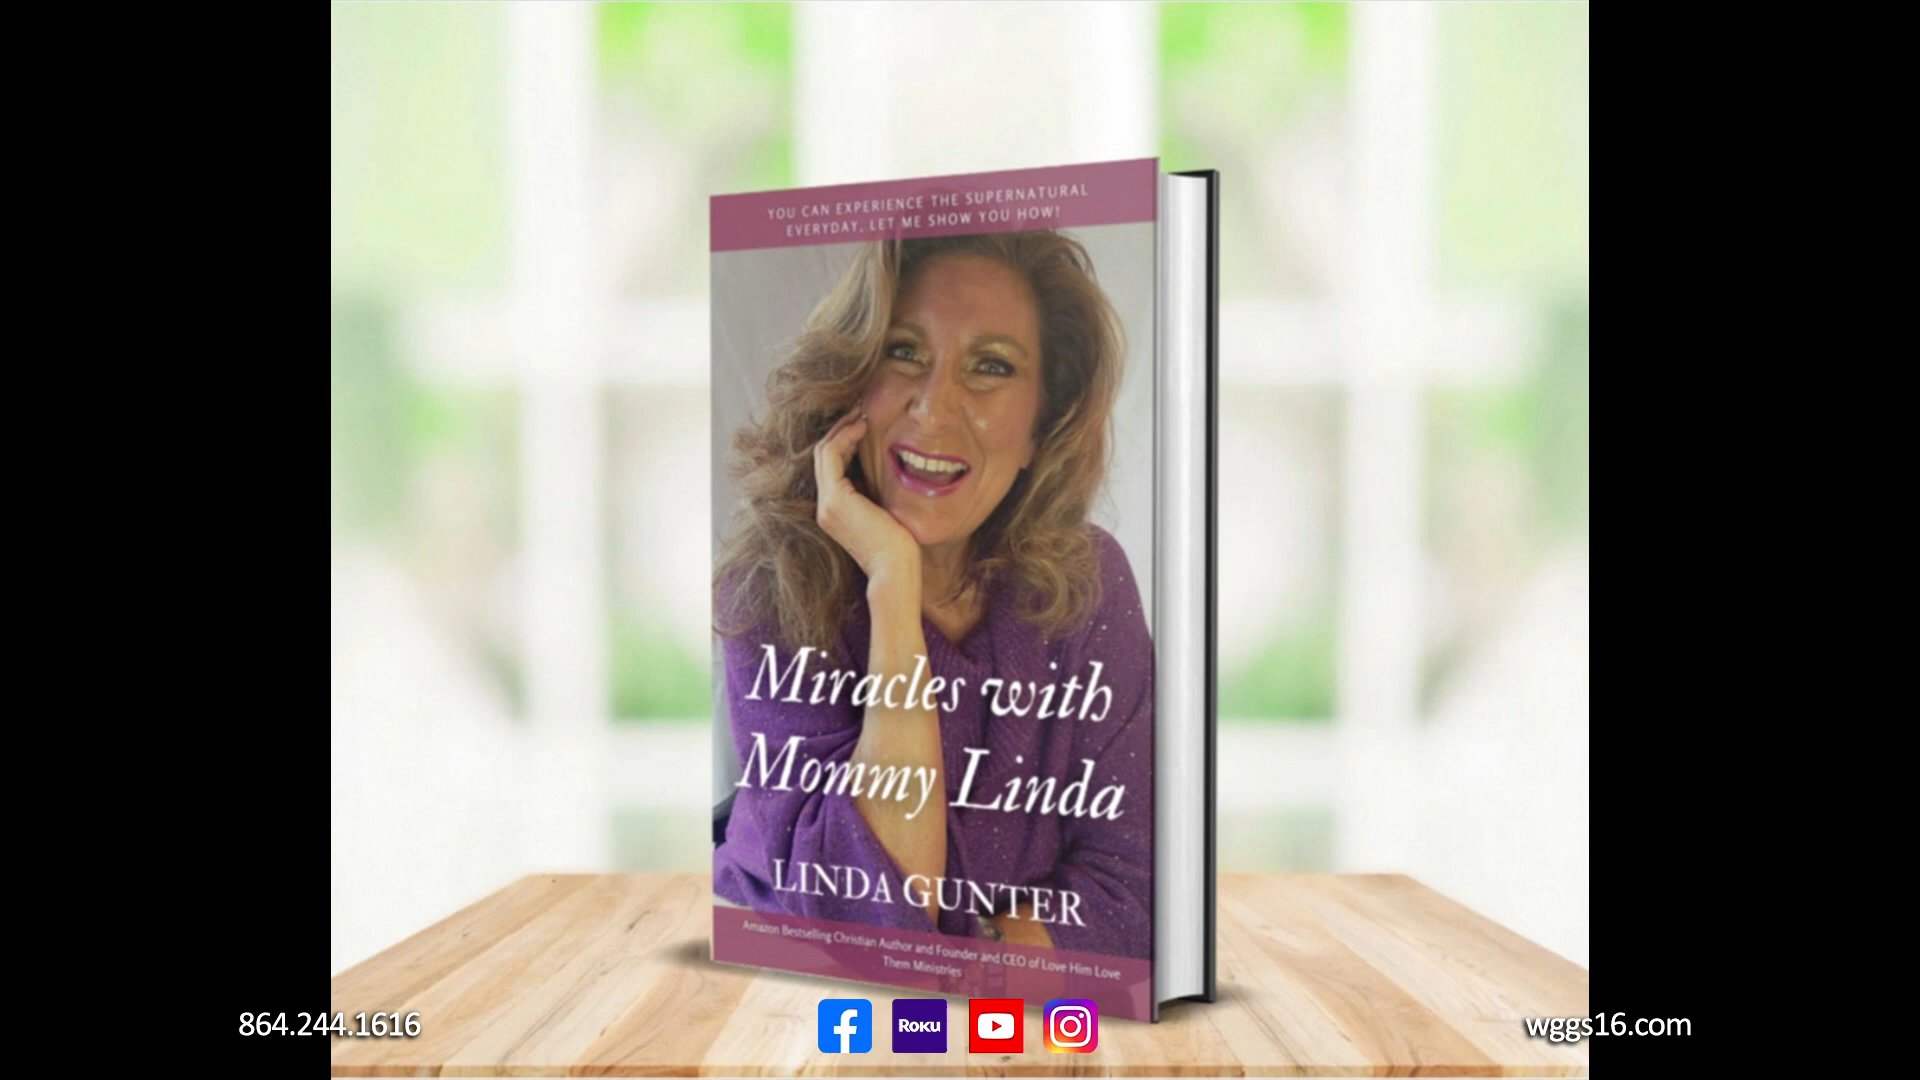 YOU CAN EXPERIENCE THE SUPERNATURAL
EVERYDAY, LET ME SHOW YOU HOW!
Miracles with
Mommy Linda
LINDA GUNTER
Amazon Bestselling Christian Author and Founder and CEO of Love Him Love
Them Ministries
864.244.1616
ROKU
wggs16.com